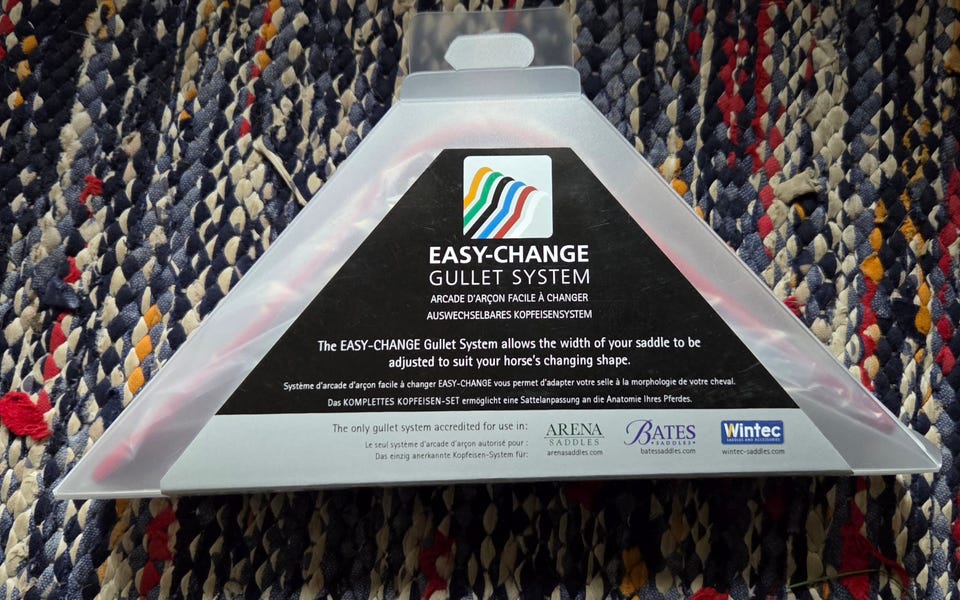 EASY-CHANGE
GULLET SYSTEM
ARCADE D'ARÇON FACILE À CHANGER
AUSWECHSELBARES KOPFEISENSYSTEM
The EASY-CHANGE Gullet System allows the width of your saddle to be
adjusted to suit your horse's changing shape.
Système d'arcade d'arçon facile à changer EASY-CHANGE vous permet d'adapter votre selle à la morphologie de votre cheval.
Das KOMPLETTES KOPFEISEN-SET ermöglicht eine Sattelanpassung an die Anatomie Ihres Pferdes.
The only gullet system accredited for use in:
Le seul système d'arcade d'arçon autorisé pour :
Das einzig anerkannte Kopfeisen-System für:
ARENA
SADDLES
arenasaddles.com
BATES
SADDLES
batessaddles.com
Wintec
SADDLES AND ACCESSORIES
wintec-saddles.com